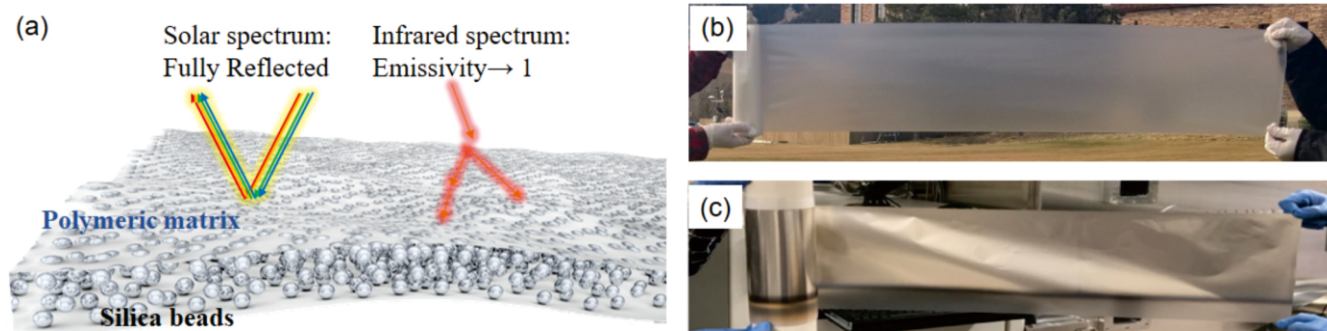 (a)
Solar spectrum:
Fully Reflected
Infrared spectrum:
Emissivity→ 1
Polymeric matrix
Silica beads
(b)
(c)